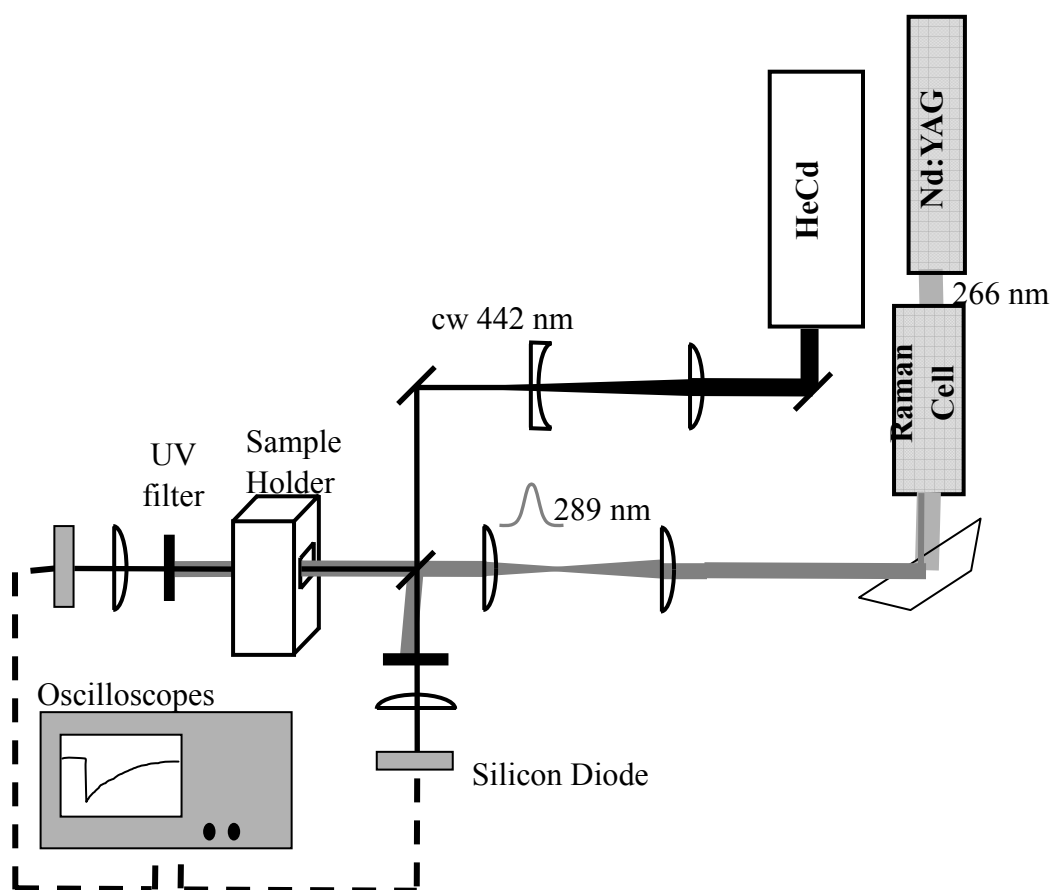 Nd:YAG
HeCd
266 nm
cw 442 nm
Raman
Cell
Sample
Holder
UV
filter
289 nm
Oscilloscopes
Silicon Diode